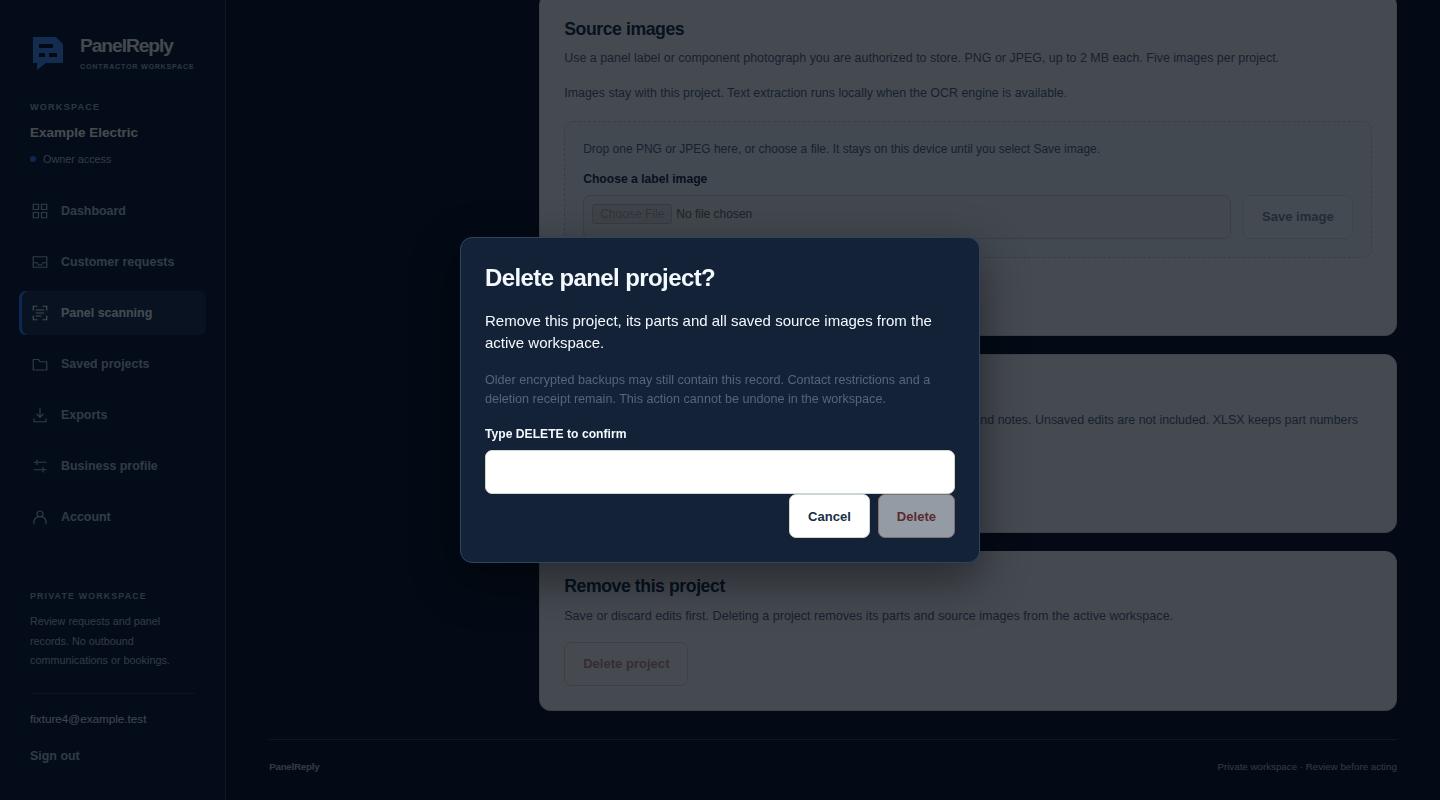 PanelReply
CONTRACTOR WORKSPACE
WORKSPACE
Example Electric
Owner access
Dashboard
Customer requests
Panel scanning
Saved projects
Exports
Business profile
Account
PRIVATE WORKSPACE
Review requests and panel
records. No outbound
communications or bookings.
fixture4@example.test
Sign out
Source images
Use a panel label or component photograph you are authorized to store. PNG or JPEG, up to 2 MB each. Five images per project.
Images stay with this project. Text extraction runs locally when the OCR engine is available.
Drop one PNG or JPEG here, or choose a file. It stays on this device until you select Save image.
Choose a label image
Choose File No file chosen
Save image
Delete panel project?
Remove this project, its parts and all saved source images from the
active workspace.
Older encrypted backups may still contain this record. Contact restrictions and a
deletion receipt remain. This action cannot be undone in the workspace.
Type DELETE to confirm
Cancel
Delete
nd notes. Unsaved edits are not included. XLSX keeps part numbers
Remove this project
Save or discard edits first. Deleting a project removes its parts and source images from the active workspace.
Delete project
PanelReply
Private workspace · Review before acting